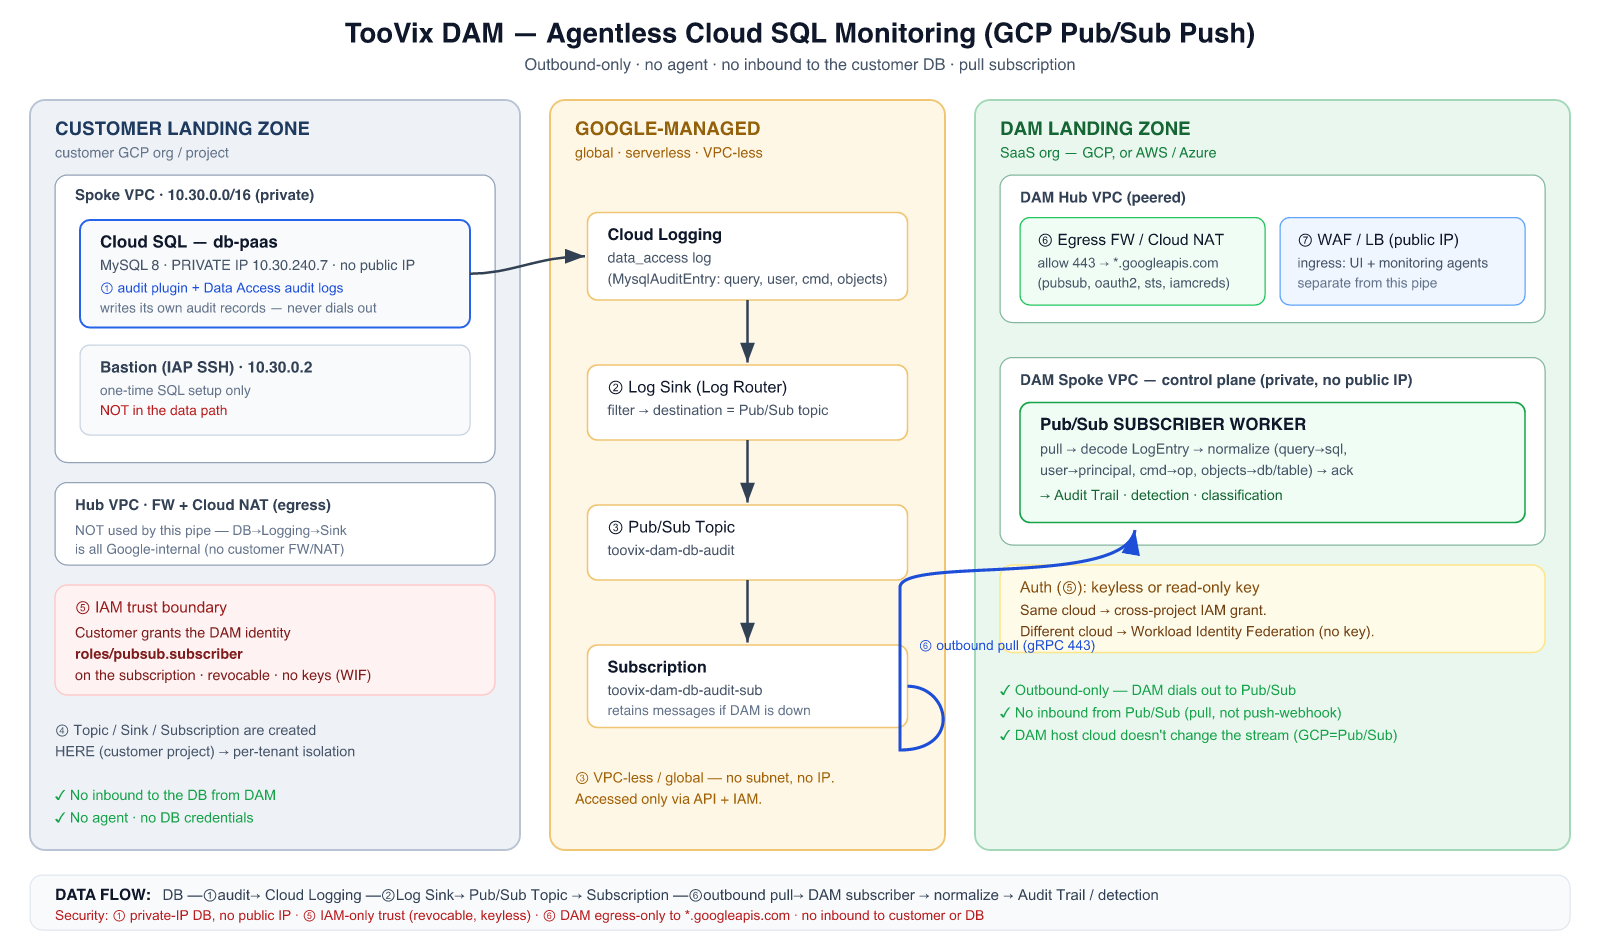 TooVix DAM — Agentless Cloud SQL Monitoring (GCP Pub/Sub Push)
Outbound-only · no agent · no inbound to the customer DB · pull subscription
CUSTOMER LANDING ZONE
customer GCP org / project
Spoke VPC · 10.30.0.0/16 (private)
Cloud SQL — db-paas
MySQL 8 · PRIVATE IP 10.30.240.7 · no public IP
① audit plugin + Data Access audit logs
writes its own audit records — never dials out
Bastion (IAP SSH) · 10.30.0.2
one-time SQL setup only
NOT in the data path
Hub VPC · FW + Cloud NAT (egress)
NOT used by this pipe — DB→Logging→Sink
is all Google-internal (no customer FW/NAT)
⑤ IAM trust boundary
Customer grants the DAM identity
roles/pubsub.subscriber
on the subscription · revocable · no keys (WIF)
④ Topic / Sink / Subscription are created
HERE (customer project) → per-tenant isolation
✓ No inbound to the DB from DAM
✓ No agent · no DB credentials
GOOGLE-MANAGED
global · serverless · VPC-less
Cloud Logging
data_access log
(MysqlAuditEntry: query, user, cmd, objects)
② Log Sink (Log Router)
filter → destination = Pub/Sub topic
③ Pub/Sub Topic
toovix-dam-db-audit
Subscription
toovix-dam-db-audit-sub
retains messages if DAM is down
③ VPC-less / global — no subnet, no IP.
Accessed only via API + IAM.
⑥ outbound pull (gRPC 443)
DAM LANDING ZONE
SaaS org — GCP, or AWS / Azure
DAM Hub VPC (peered)
⑥ Egress FW / Cloud NAT
allow 443 → *.googleapis.com
(pubsub, oauth2, sts, iamcreds)
⑦ WAF / LB (public IP)
ingress: UI + monitoring agents
separate from this pipe
DAM Spoke VPC — control plane (private, no public IP)
Pub/Sub SUBSCRIBER WORKER
pull → decode LogEntry → normalize (query→sql,
user→principal, cmd→op, objects→db/table) → ack
→ Audit Trail · detection · classification
Auth (⑤): keyless or read-only key
Same cloud → cross-project IAM grant.
Different cloud → Workload Identity Federation (no key).
✓ Outbound-only — DAM dials out to Pub/Sub
✓ No inbound from Pub/Sub (pull, not push-webhook)
✓ DAM host cloud doesn't change the stream (GCP=Pub/Sub)
DATA FLOW: DB —①audit→ Cloud Logging —②Log Sink→ Pub/Sub Topic → Subscription —⑥outbound pull→ DAM subscriber → normalize → Audit Trail / detection
Security: ① private-IP DB, no public IP · ⑤ IAM-only trust (revocable, keyless) · ⑥ DAM egress-only to *.googleapis.com · no inbound to customer or DB